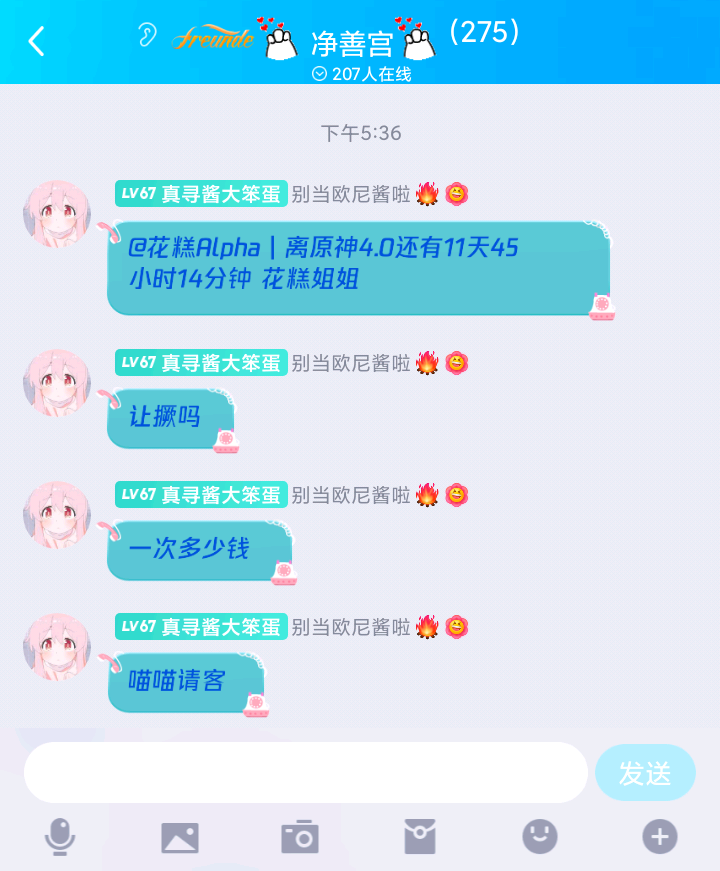 freunde 净善宫 (275)
207人在线
下午5:36
LV67 真寻酱大笨蛋 别当欧尼酱啦
@花糕Alpha | 离原神4.0还有11天45
小时14分钟 花糕姐姐
LV67 真寻酱大笨蛋 别当欧尼酱啦
让撅吗
LV67 真寻酱大笨蛋 别当欧尼酱啦
一次多少钱
LV67 真寻酱大笨蛋 别当欧尼酱啦
喵喵请客
发送